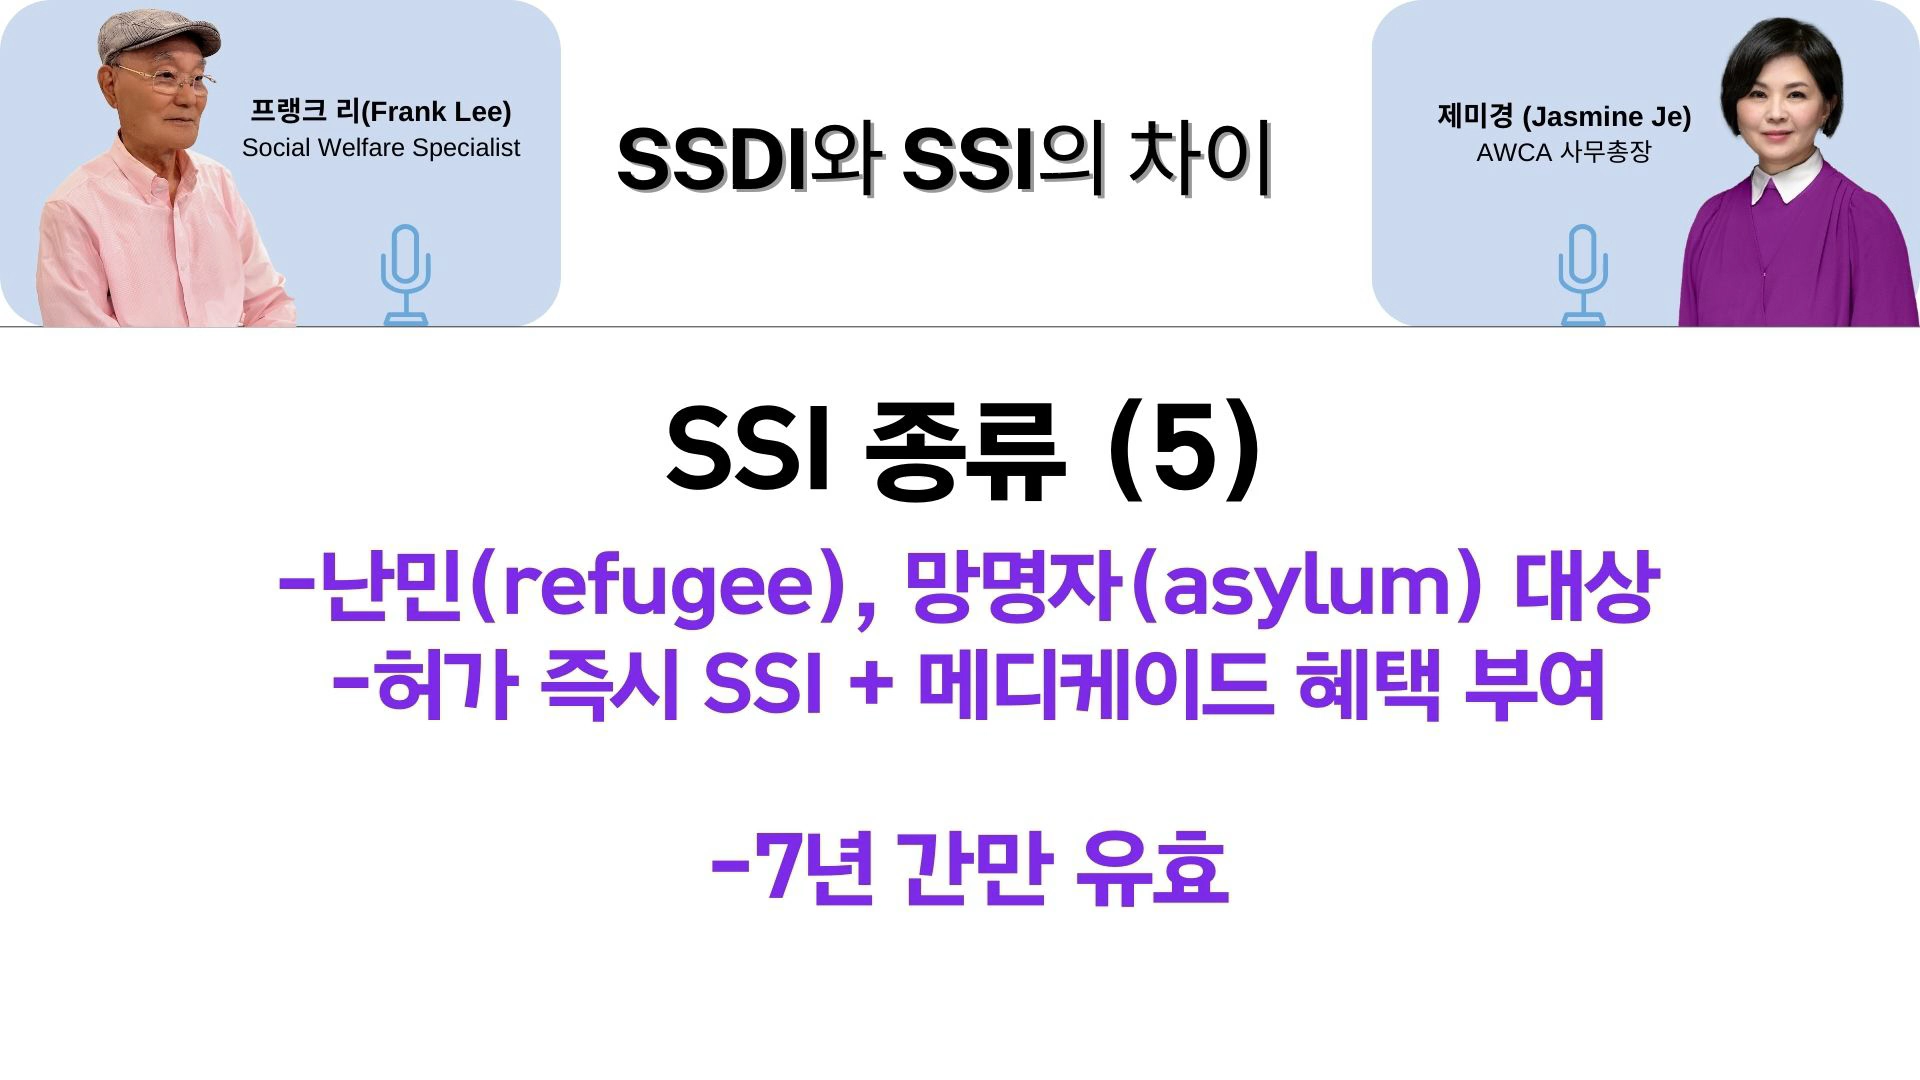 프랭크 리(Frank Lee)
Social Welfare Specialist
SSDI와 SSI의 차이
제미경 (Jasmine Je)
AWCA 사무총장
SSI 종류 (5)
-난민(refugee), 망명자(asylum) 대상
-허가 즉시 SSI + 메디케이드 혜택 부여
-7년 간만 유효